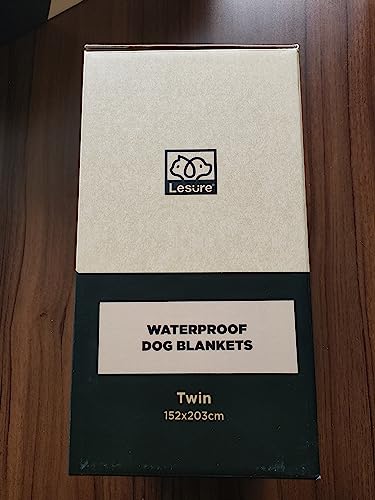 Lesure
WATERPROOF
DOG BLANKETS
Twin
152x203cm